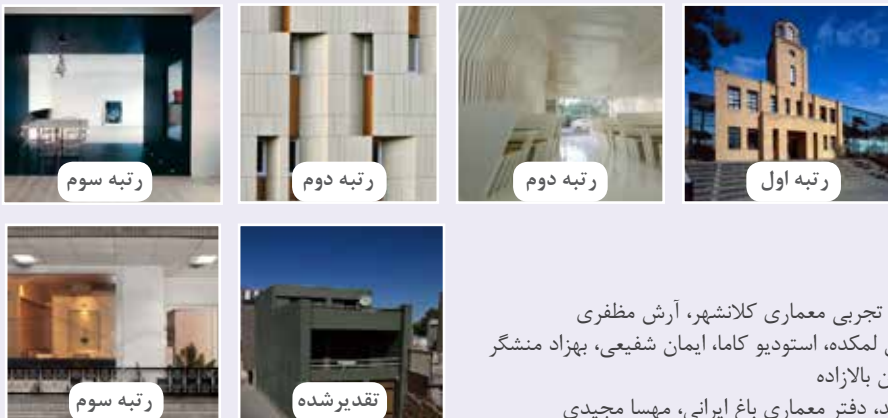 رتبه اول
رتبه دوم
رتبه دوم
رتبه سوم
تقدیرشده
رتبه سوم
تجربی معماری کلانشهر، آرش مظفری
لمکده، استودیو کاما، ایمان شفیعی، بهزاد منشگر
بالازاده
دفتر معماری باغ ایرانی، مهسا مجیدی